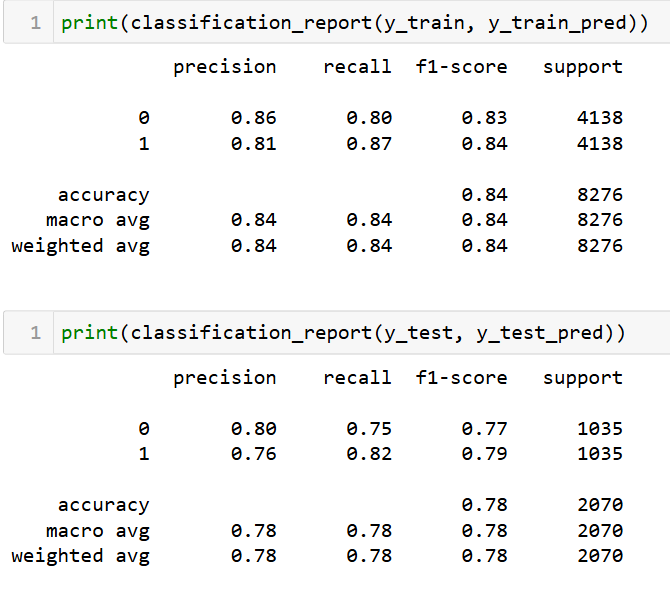 1 print(classification_report(y_train, y_train_pred))
precision recall f1-score support
0 0.86 0.80 0.83 4138
1 0.81 0.87 0.84 4138
accuracy 0.84 8276
macro avg 0.84 0.84 0.84 8276
weighted avg 0.84 0.84 0.84 8276
1 print(classification_report(y_test, y_test_pred))
precision recall f1-score support
0 0.80 0.75 0.77 1035
1 0.76 0.82 0.79 1035
accuracy 0.78 2070
macro avg 0.78 0.78 0.78 2070
weighted avg 0.78 0.78 0.78 2070